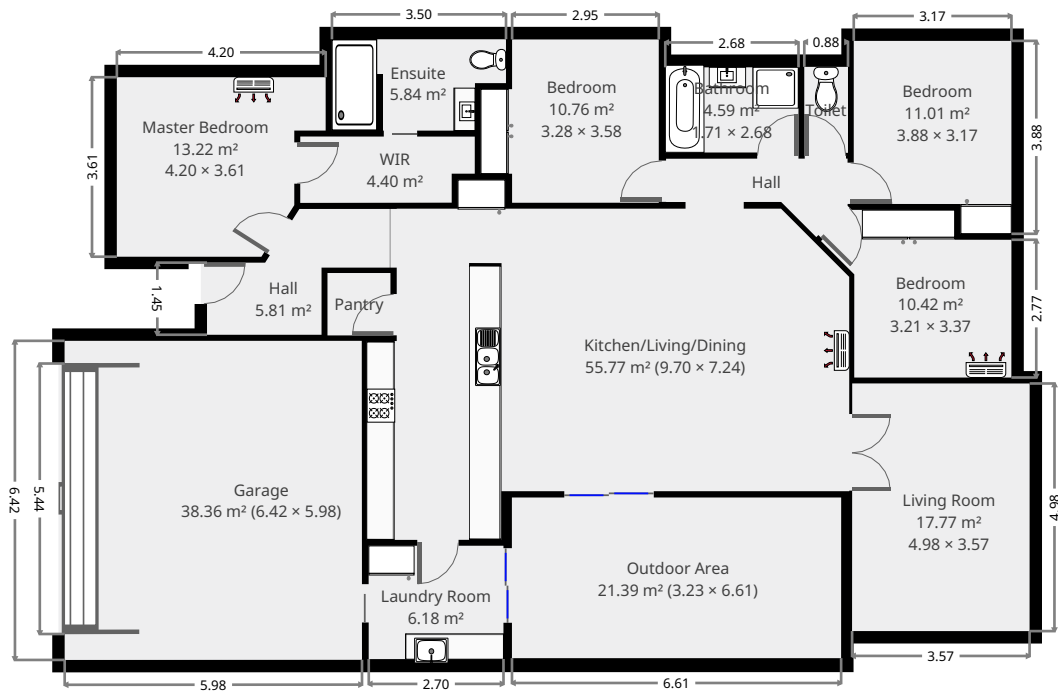 3.50
2.95
3.17
2.68
0.88
4.20
Ensuite
5.84 m²
Bedroom
10.76 m²
3.28 × 3.58
Bathroom
4.59 m²
1.71 × 2.68
Toilet
Bedroom
11.01 m²
3.88 × 3.17
3.88
Master Bedroom
13.22 m²
4.20 × 3.61
3.61
WIR
4.40 m²
Hall
1.45
Hall
5.81 m²
Pantry
Bedroom
10.42 m²
3.21 × 3.37
2.77
Kitchen/Living/Dining
55.77 m² (9.70 × 7.24)
6.42
5.44
Garage
38.36 m² (6.42 × 5.98)
Living Room
17.77 m²
4.98 × 3.57
4.98
Outdoor Area
21.39 m² (3.23 × 6.61)
Laundry Room
6.18 m²
5.98
2.70
6.61
3.57